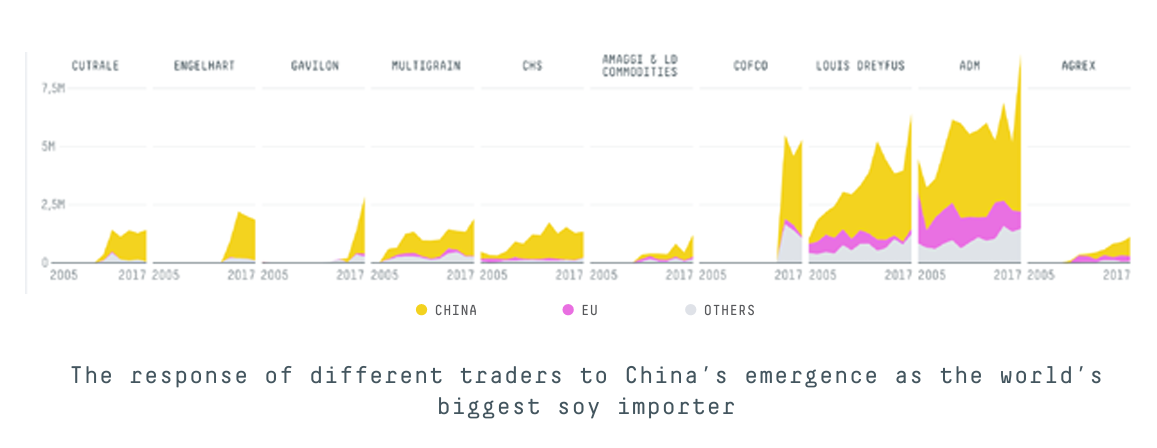 CUTRALE ENGELHART GAVILON MULTIGRAIN CHS AMAGGI & LD COFCO LOUIS DREYFUS ADM AGREX
COMMODITIES
7,5M
5M
2,5M
0
2005 2017 2005 2017 2005 2017 2005 2017 2005 2017 2005 2017 2005 2017 2005 2017 2005 2017 2005 2017
CHINA EU OTHERS
The response of different traders to China's emergence as the world's
biggest soy importer